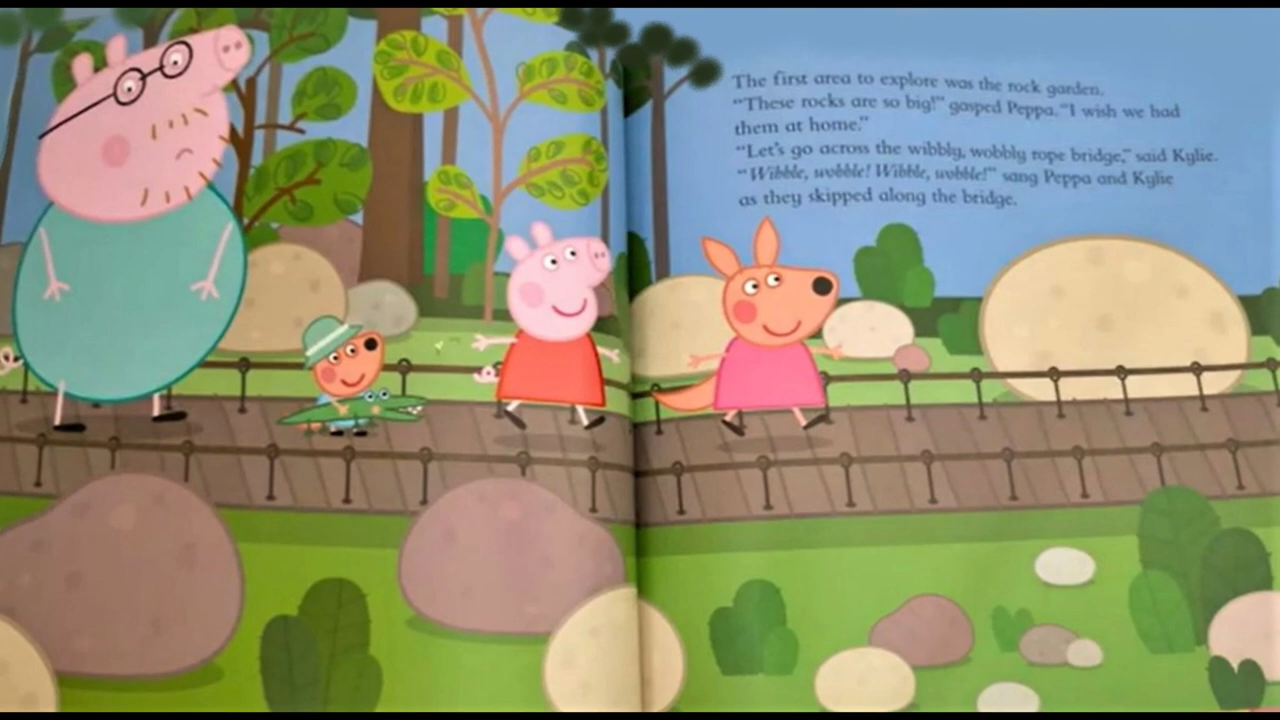 The first area to explore was the rock garden.
“These rocks are so big!” gasped Peppa. “I wish we had
them at home.”
“Let’s go across the wibbly, wobbly rope bridge,” said Kylie.
“Wibble, wobble! Wibble, wobble!” sang Peppa and Kylie
as they skipped along the bridge.